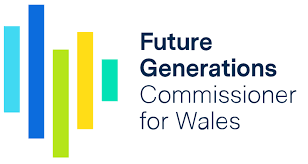 Future
Generations
Commissioner
for Wales